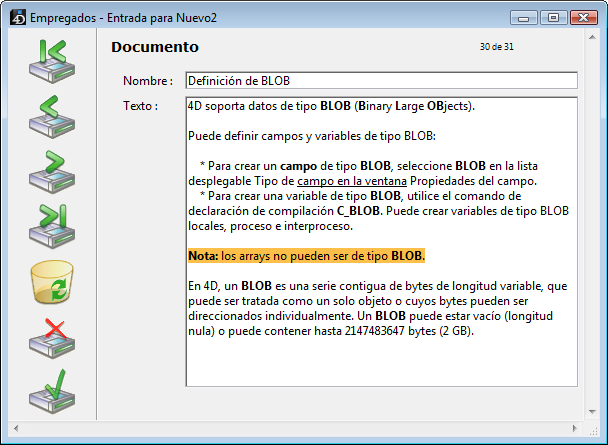 4D Empregados - Entrada para Nuevo2
Documento
30 de 31
Nombre : Definición de BLOB
Texto : 4D soporta datos de tipo BLOB (Binary Large OBjects).
Puede definir campos y variables de tipo BLOB:
* Para crear un campo de tipo BLOB, seleccione BLOB en la lista
desplegable Tipo de campo en la ventana Propiedades del campo.
* Para crear una variable de tipo BLOB, utilice el comando de
declaración de compilación C_BLOB. Puede crear variables de tipo BLOB
locales, proceso e interproceso.
Nota: los arrays no pueden ser de tipo BLOB.
En 4D, un BLOB es una serie contigua de bytes de longitud variable, que
puede ser tratada como un solo objeto o cuyos bytes pueden ser
direccionados individualmente. Un BLOB puede estar vacío (longitud
nula) o puede contener hasta 2147483647 bytes (2 GB).